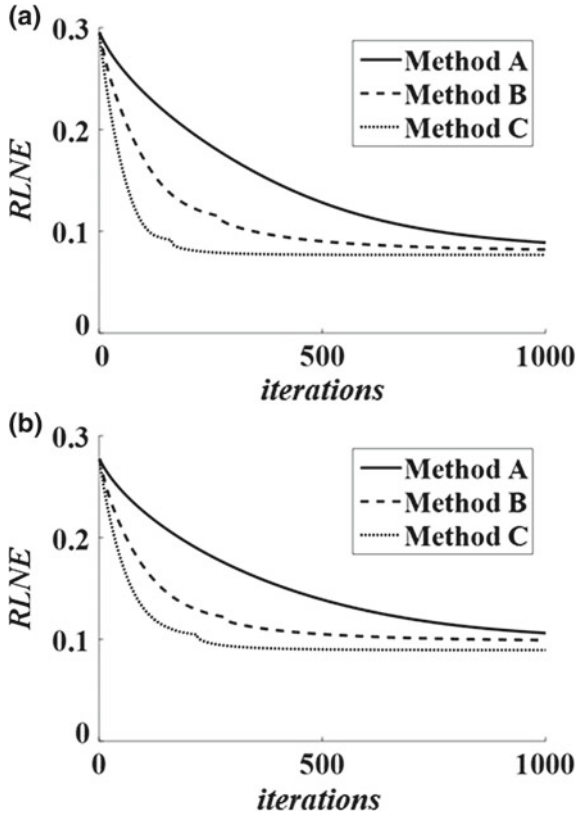 (a)
0.3
0.2
0.1
0
RLNE
Method A
Method B
Method C
0 500 1000
iterations
(b)
0.3
0.2
0.1
0
RLNE
Method A
Method B
Method C
0 500 1000
iterations